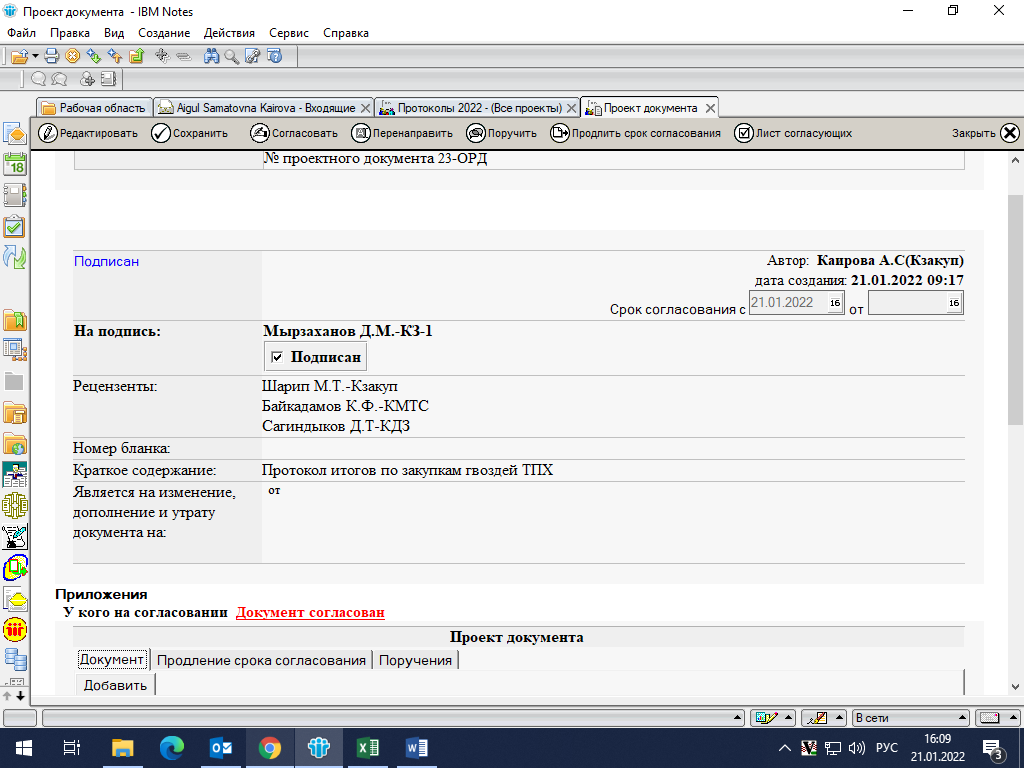 Проект документа - IBM Notes
Файл Правка Вид Создание Действия Сервис Справка
Рабочая область Aigul Samatovna Kairova - Входящие Протоколы 2022 - (Все проекты) Проект документа
Редактировать Сохранить Согласовать Перенаправить Поручить Продлить срок согласования Лист согласующих Закрыть
№ проектного документа 23-ОРД
Подписан
Автор: Каирова А.С(Кзакуп)
дата создания: 21.01.2022 09:17
Срок согласования с 21.01.2022 16 от 16
На подпись: Мырзаханов Д.М.-КЗ-1
Подписан
Рецензенты: Шарип М.Т.-Кзакуп
Байкадамов К.Ф.-КМТС
Сагиндыков Д.Т-КДЗ
Номер бланка:
Краткое содержание: Протокол итогов по закупкам гвоздей ТПХ
Является на изменение, от
дополнение и утрату
документа на:
Приложения
У кого на согласовании Документ согласован
Проект документа
Документ Продление срока согласования Поручения
Добавить
В сети
РУС
16:09
21.01.2022
3
18